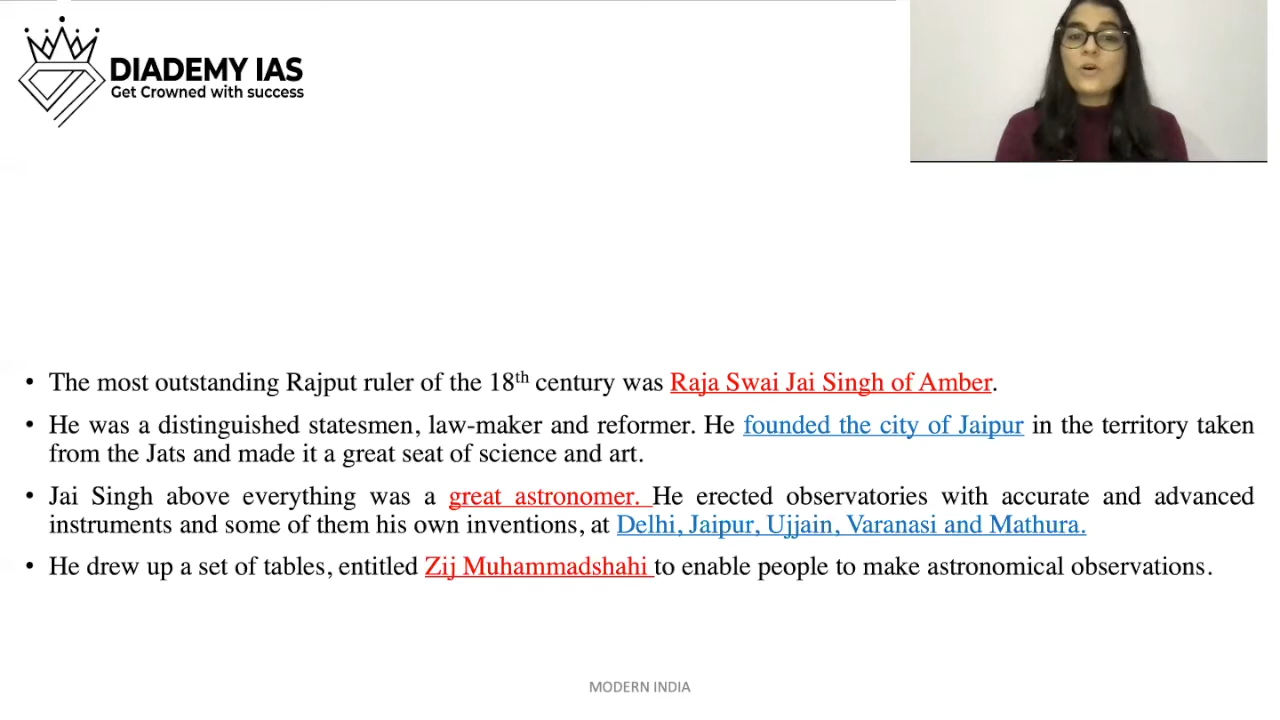 DIADEMY IAS
Get Crowned with success
• The most outstanding Rajput ruler of the 18th century was Raja Swai Jai Singh of Amber.
• He was a distinguished statesmen, law-maker and reformer. He founded the city of Jaipur in the territory taken
from the Jats and made it a great seat of science and art.
• Jai Singh above everything was a great astronomer. He erected observatories with accurate and advanced
instruments and some of them his own inventions, at Delhi, Jaipur, Ujjain, Varanasi and Mathura.
• He drew up a set of tables, entitled Zij Muhammadshahi to enable people to make astronomical observations.
MODERN INDIA